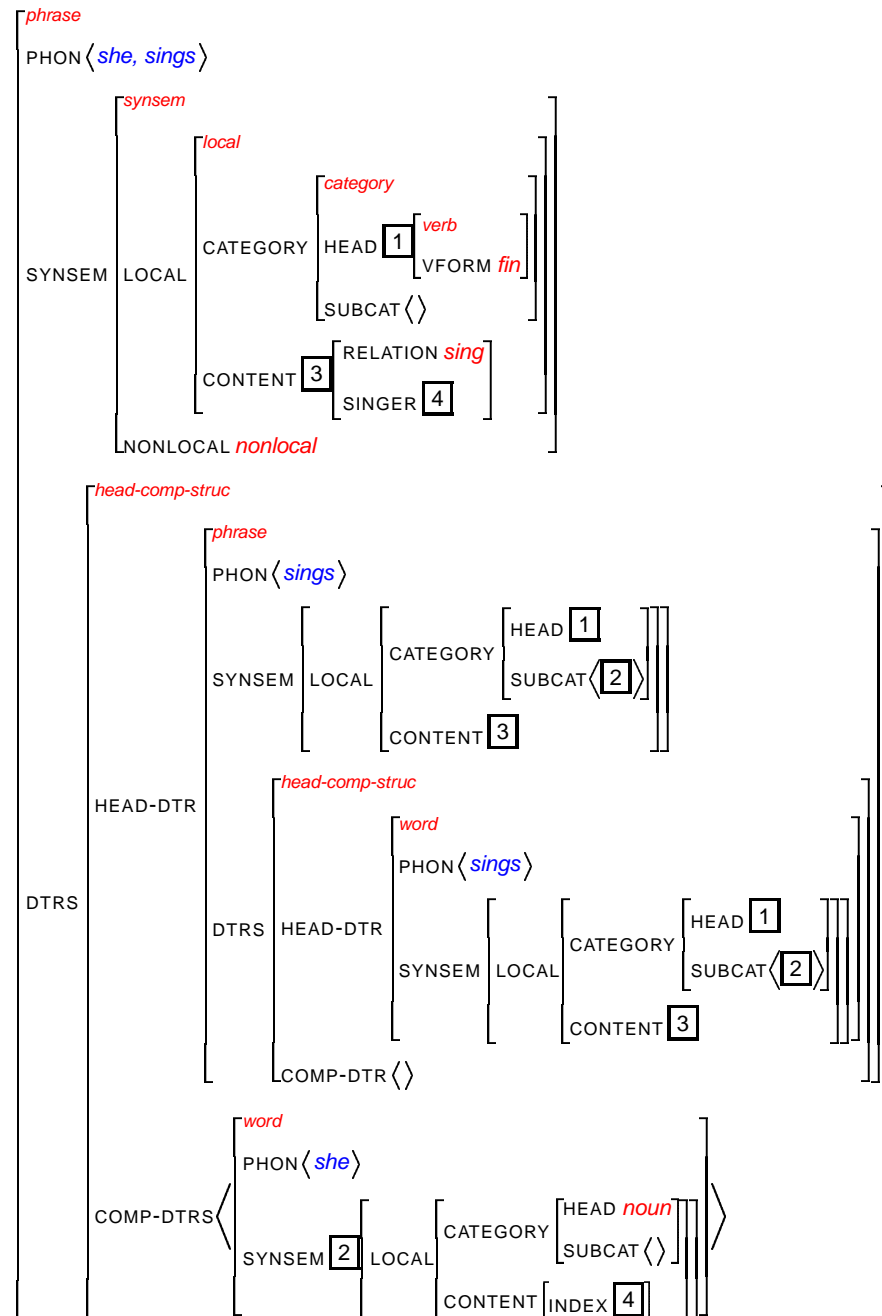 phrase
PHON ⟨she, sings⟩
synsem
local
category
verb
CATEGORY HEAD 1
VFORM fin
SYNSEM LOCAL
SUBCAT ⟨⟩
RELATION sing
CONTENT 3
SINGER 4
NONLOCAL nonlocal
head-comp-struc
phrase
PHON ⟨sings⟩
HEAD 1
CATEGORY
SYNSEM LOCAL SUBCAT ⟨2⟩
CONTENT 3
head-comp-struc
HEAD-DTR
word
PHON ⟨sings⟩
DTRS
HEAD 1
DTRS HEAD-DTR
CATEGORY
SYNSEM LOCAL SUBCAT ⟨2⟩
CONTENT 3
COMP-DTR ⟨⟩
word
PHON ⟨she⟩
HEAD noun
COMP-DTRS
CATEGORY
SYNSEM 2 LOCAL SUBCAT ⟨⟩
CONTENT INDEX 4